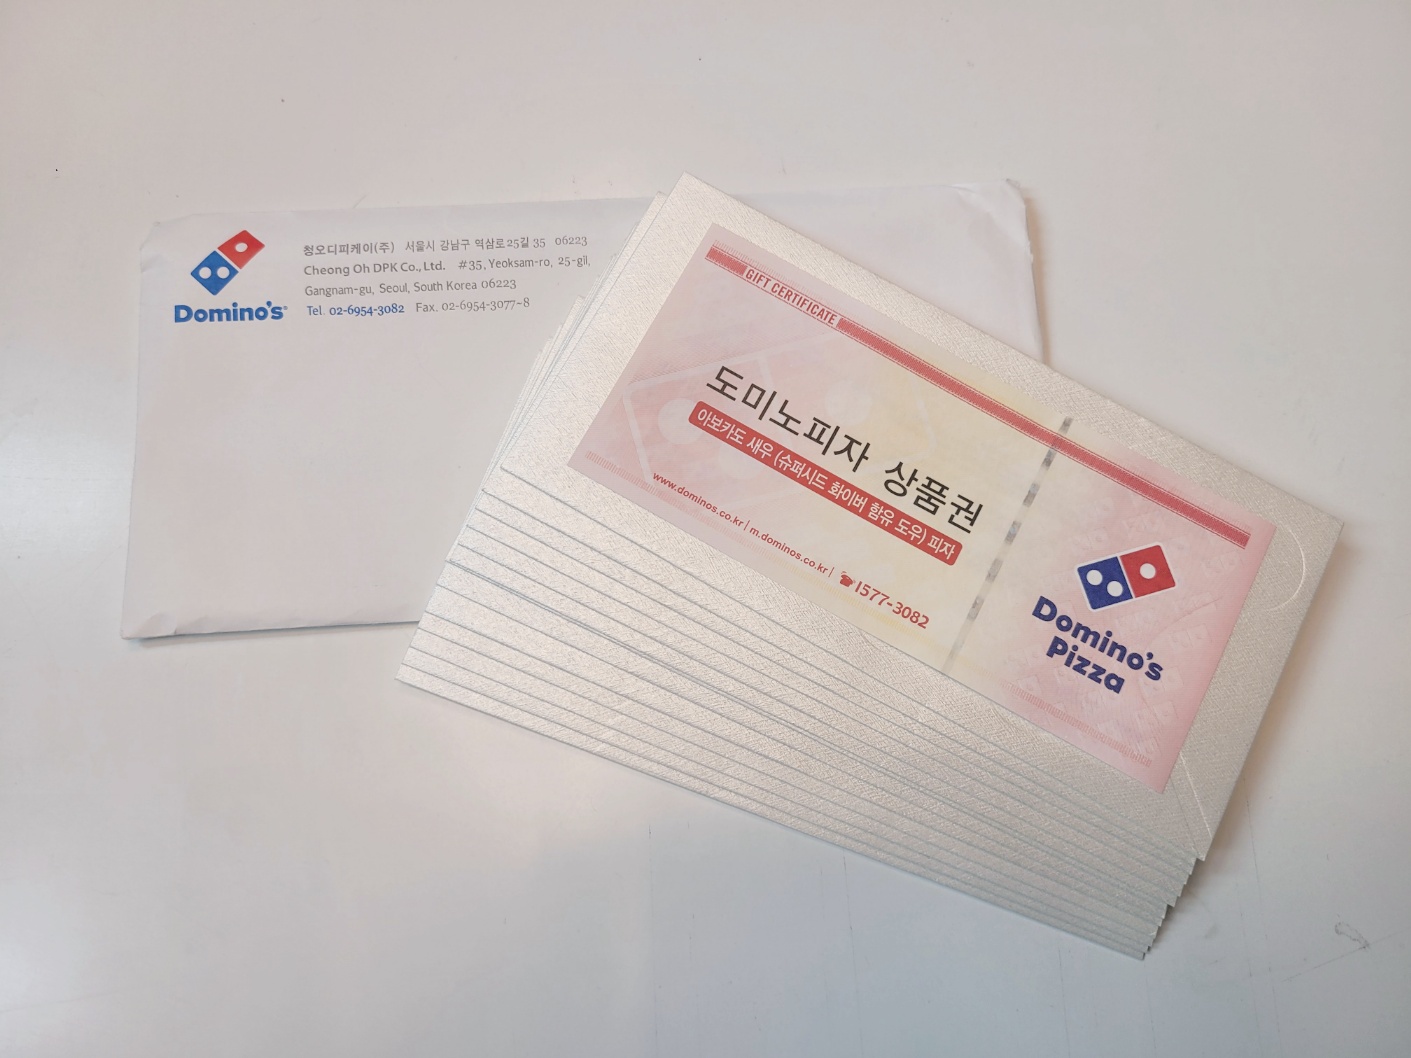 Domino's
청오디피케이(주) 서울시 강남구 역삼로25길 35 06223
Cheong Oh DPK Co., Ltd. #35, Yeoksam-ro, 25-gil,
Gangnam-gu, Seoul, South Korea 06223
Tel. 02-6954-3082 Fax. 02-6954-3077~8
GIFT CERTIFICATE
도미노피자 상품권
아보카도 새우 (슈퍼시드 화이버 함유 도우) 피자
www.dominos.co.kr | m.dominos.co.kr | ☎1577-3082
Domino's
Pizza